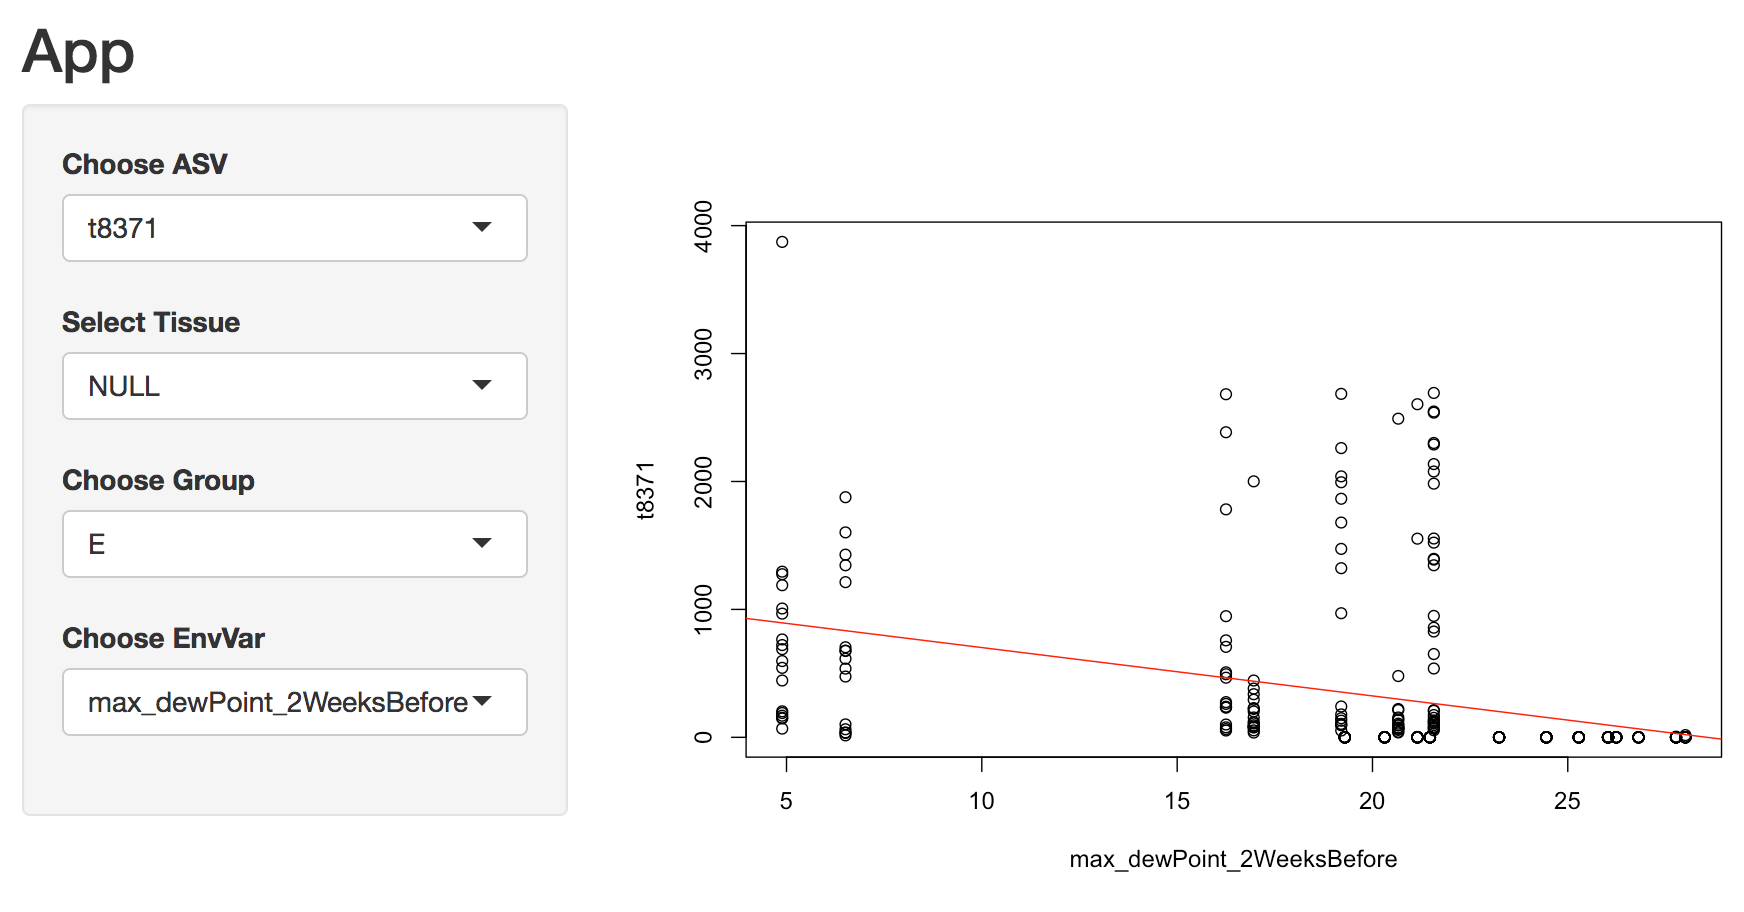 App
Choose ASV
t8371
Select Tissue
NULL
Choose Group
E
Choose EnvVar
max_dewPoint_2WeeksBefore
t8371
4000
3000
2000
1000
0
5 10 15 20 25
max_dewPoint_2WeeksBefore